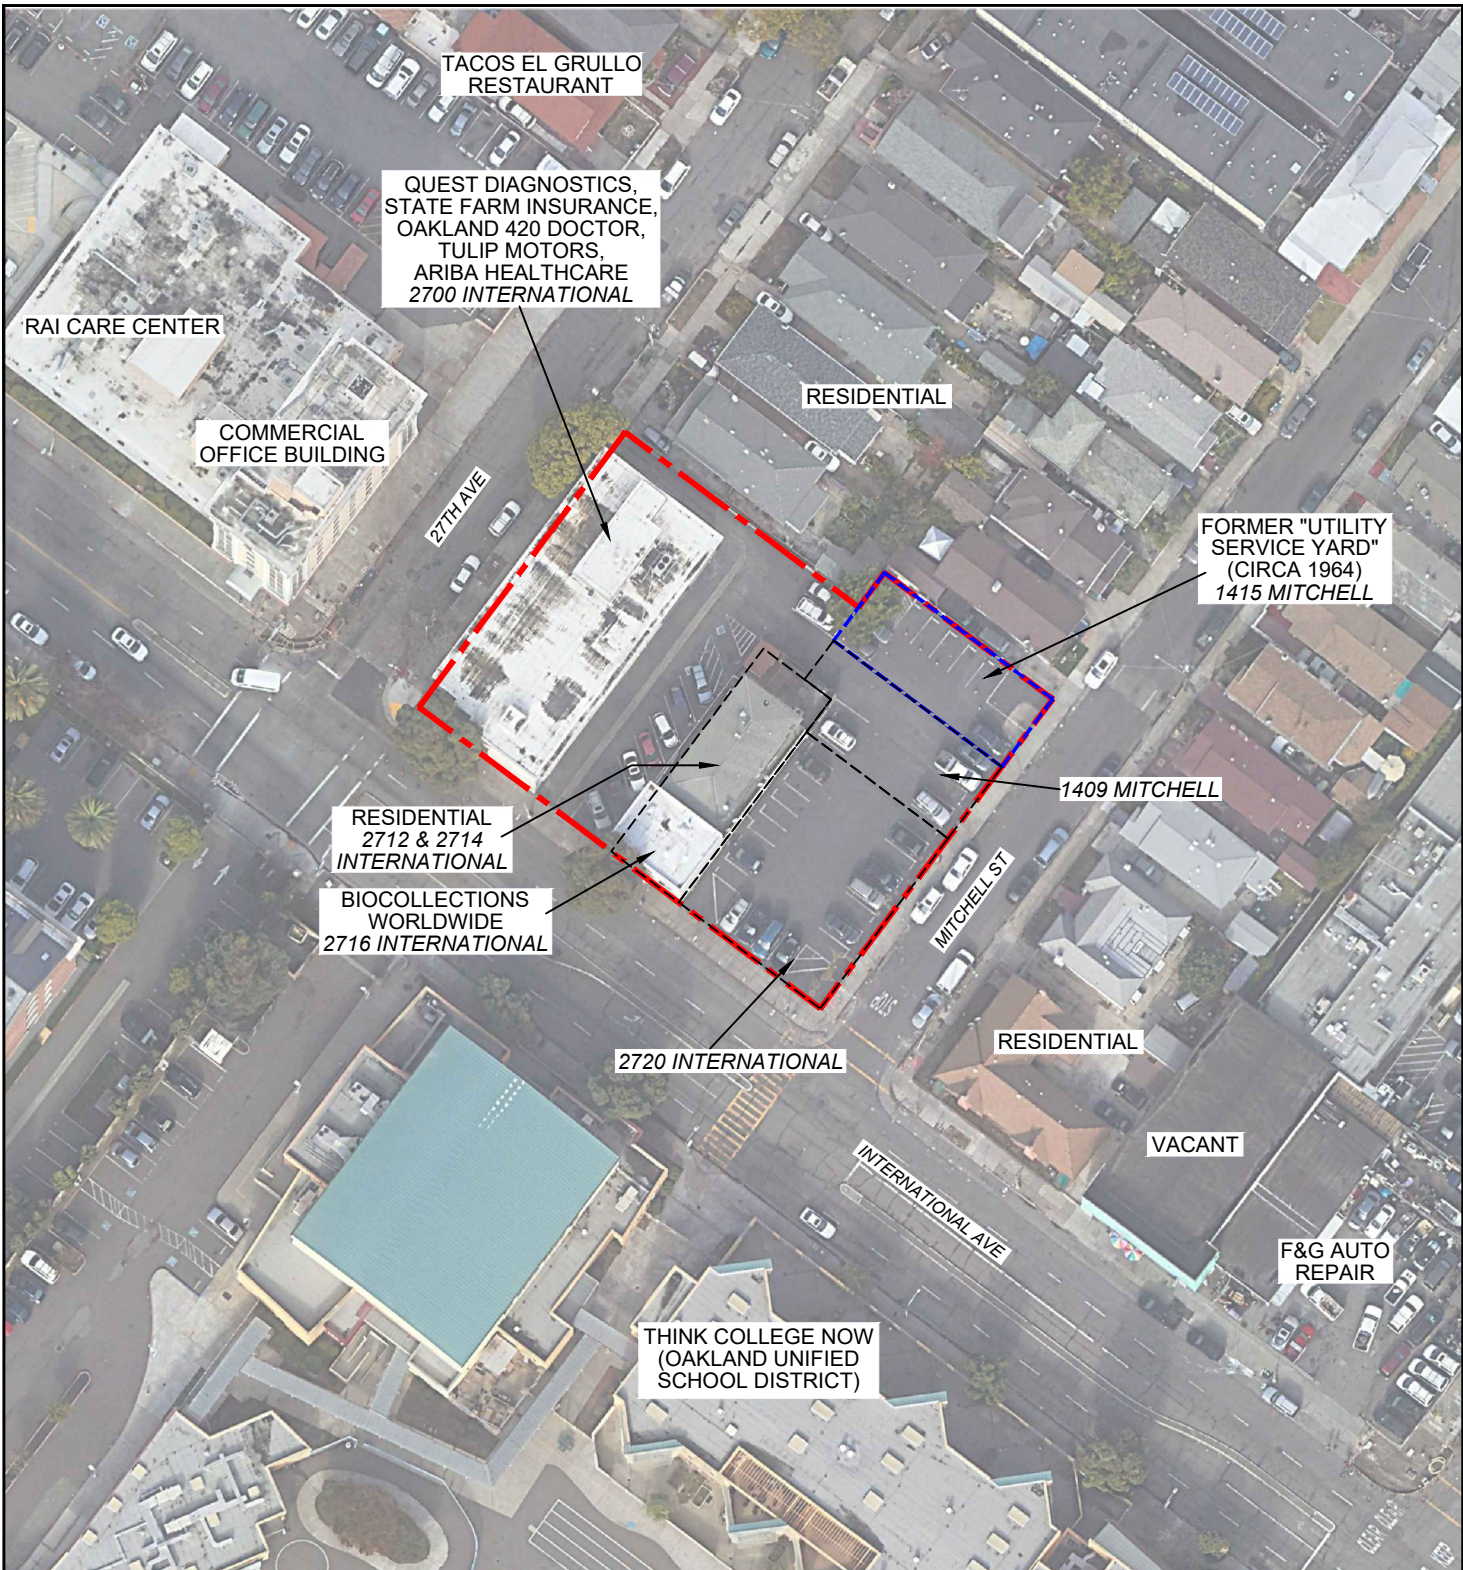 TACOS EL GRULLO
RESTAURANT
QUEST DIAGNOSTICS,
STATE FARM INSURANCE,
OAKLAND 420 DOCTOR,
TULIP MOTORS,
ARIBA HEALTHCARE
2700 INTERNATIONAL
RAI CARE CENTER
COMMERCIAL
OFFICE BUILDING
RESIDENTIAL
27TH AVE
FORMER "UTILITY
SERVICE YARD"
(CIRCA 1964)
1415 MITCHELL
1409 MITCHELL
RESIDENTIAL
2712 & 2714
INTERNATIONAL
BIOCOLLECTIONS
WORLDWIDE
2716 INTERNATIONAL
MITCHELL ST
STOP
2720 INTERNATIONAL
RESIDENTIAL
VACANT
INTERNATIONAL AVE
F&G AUTO
REPAIR
THINK COLLEGE NOW
(OAKLAND UNIFIED
SCHOOL DISTRICT)